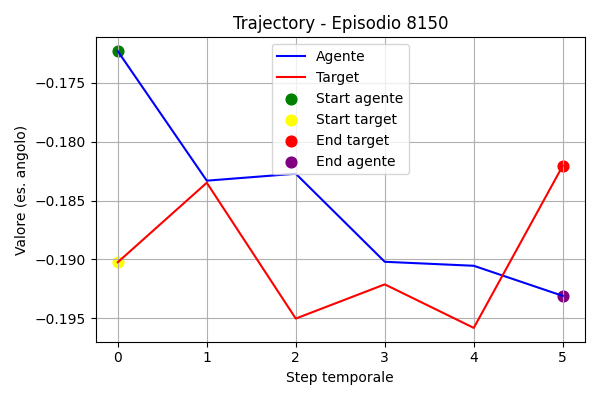 Trajectory - Episodio 8150
Agente
Target
Start agente
Start target
End target
End agente
Valore (es. angolo)
−0.175
−0.180
−0.185
−0.190
−0.195
0 1 2 3 4 5
Step temporale